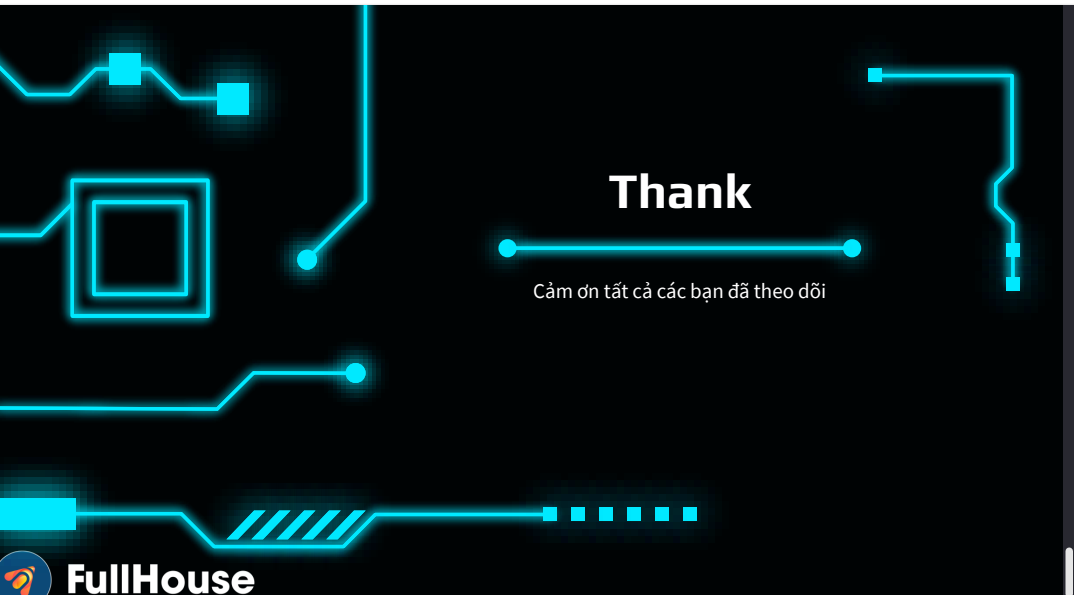 Thank
Cảm ơn tất cả các bạn đã theo dõi
FullHouse